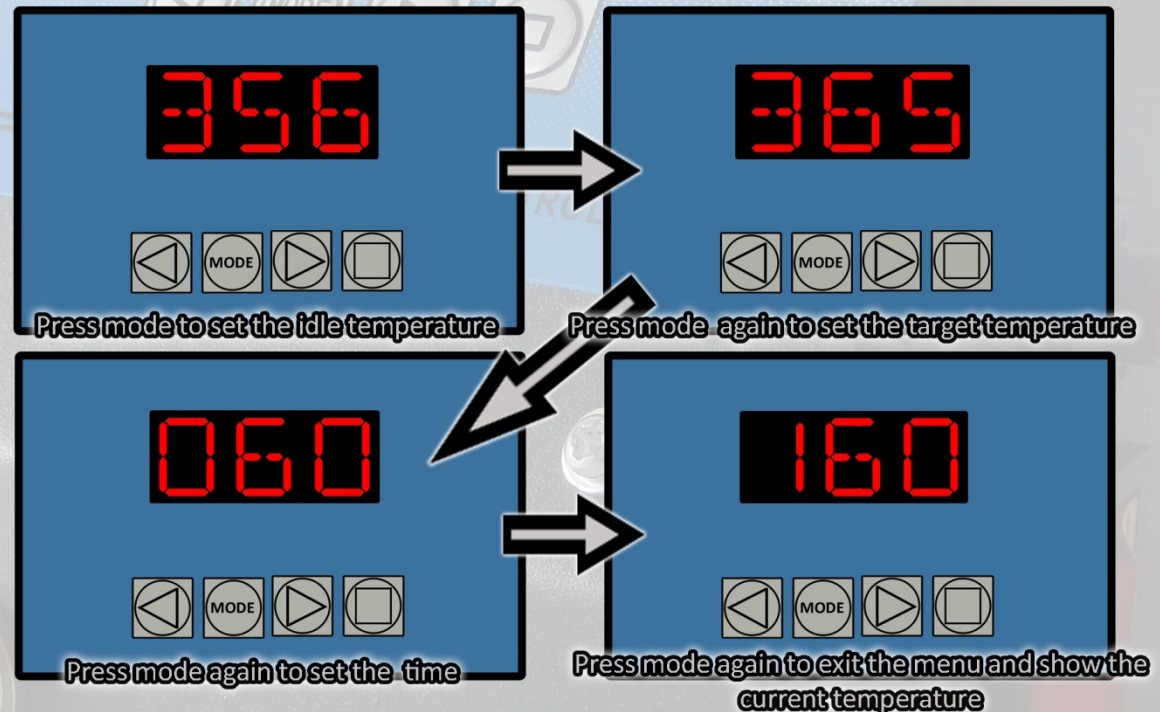 356
365
MODE
MODE
Press mode to set the idle temperature
Press mode  again to set the target temperature
060
160
MODE
MODE
Press mode again to set the  time
Press mode again to exit the menu and show the
current temperature